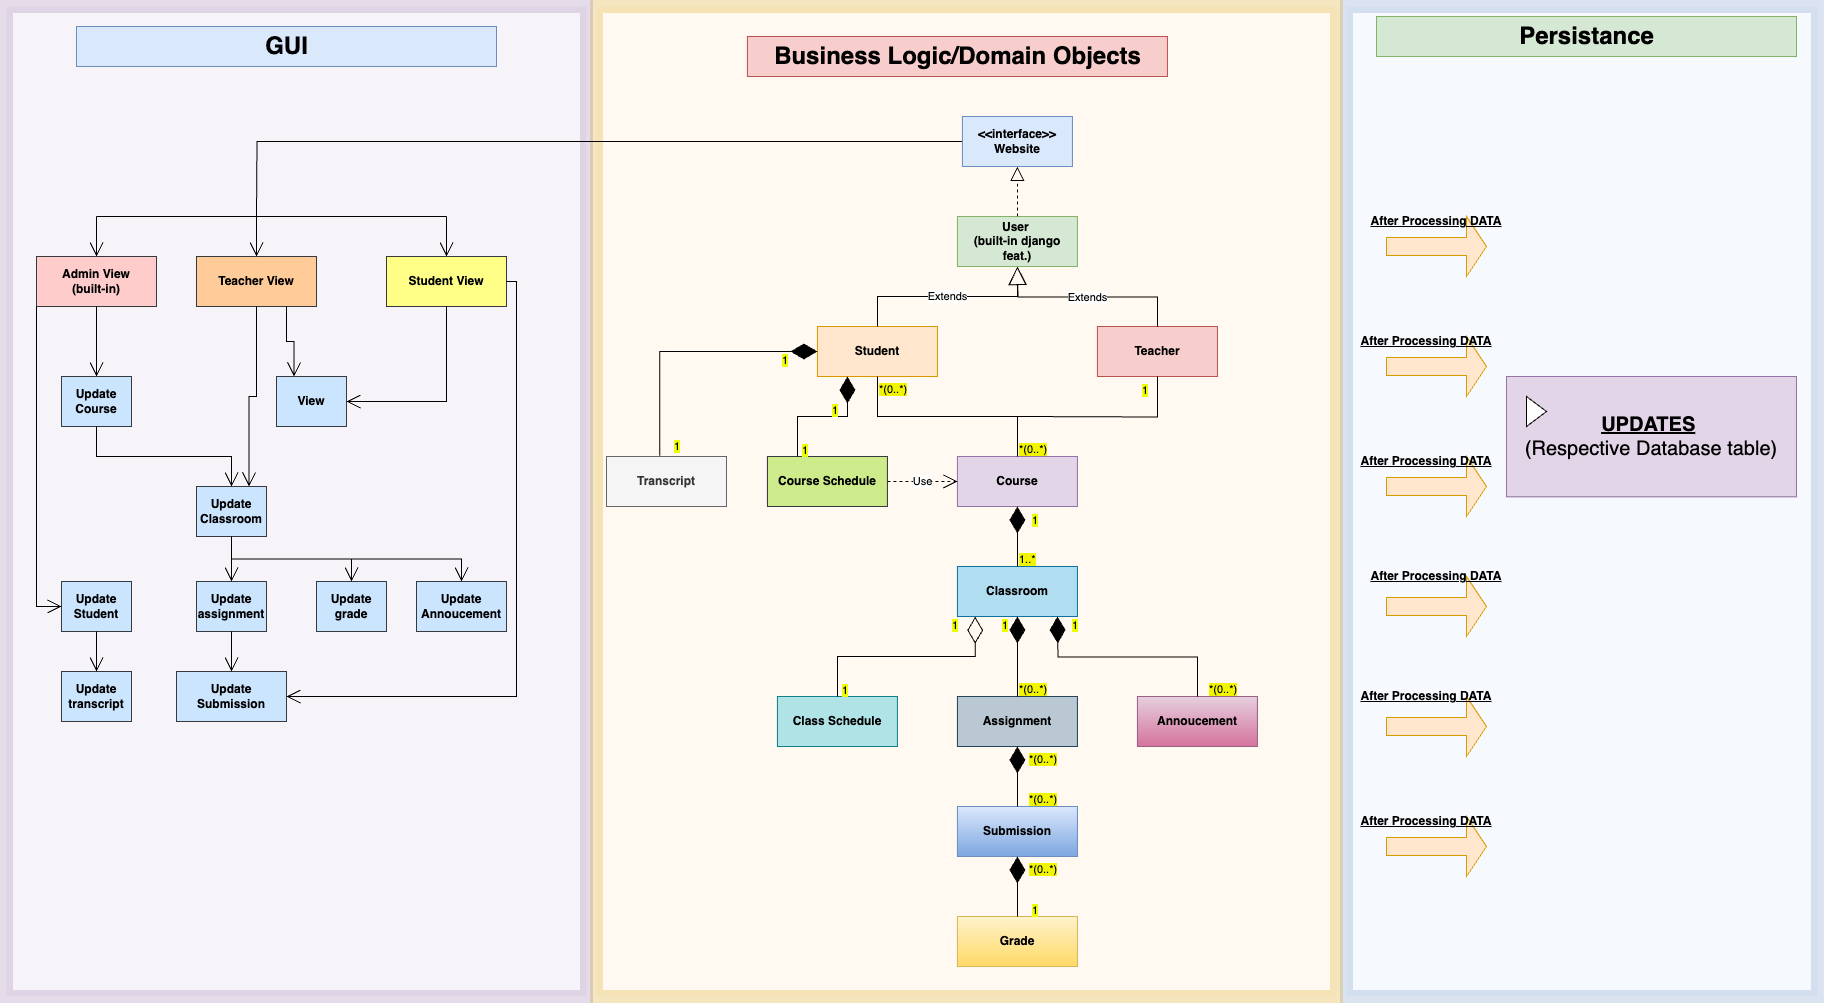 GUI
Admin View
(built-in)
Teacher View
Student View
Update
Course
View
Update
Classroom
Update
Student
Update
assignment
Update
grade
Update
Annoucement
Update
transcript
Update
Submission
Business Logic/Domain Objects
<<interface>>
Website
User
(built-in django
feat.)
Extends
Extends
Student
Teacher
1
*(0..*)
1
1
1
1
*(0..*)
Transcript
Course Schedule
Use
Course
1
1..*
Classroom
1
1
1
1
*(0..*)
*(0..*)
Class Schedule
Assignment
Annoucement
*(0..*)
*(0..*)
Submission
*(0..*)
1
Grade
Persistance
After Processing DATA
After Processing DATA
After Processing DATA
After Processing DATA
After Processing DATA
After Processing DATA
UPDATES
(Respective Database table)